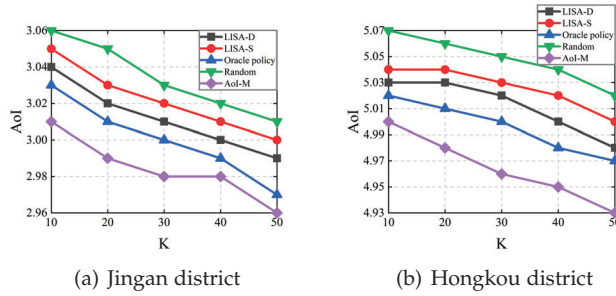 3.06
3.04
3.02
3.00
2.98
2.96
AoI
LISA-D
LISA-S
Oracle policy
Random
AoI-M
10 20 30 40 50
K
(a) Jingan district
5.07
5.05
5.03
5.01
4.99
4.97
4.95
4.93
AoI
LISA-D
LISA-S
Oracle policy
Random
AoI-M
10 20 30 40 50
K
(b) Hongkou district